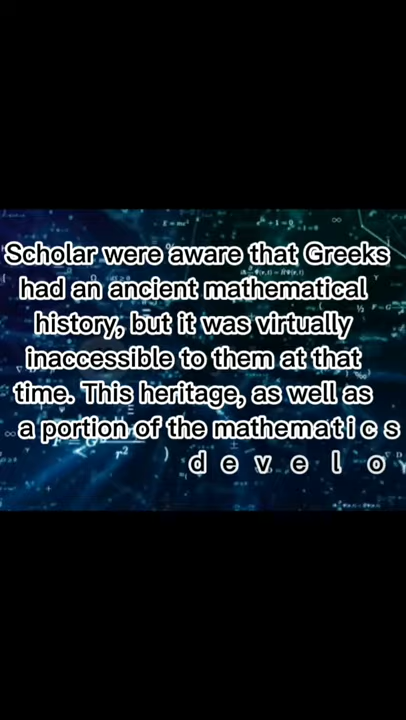 Scholar were aware that Greeks
had an ancient mathematical
history, but it was virtually
inaccessible to them at that
time. This heritage, as well as
a portion of the mathematics
develo